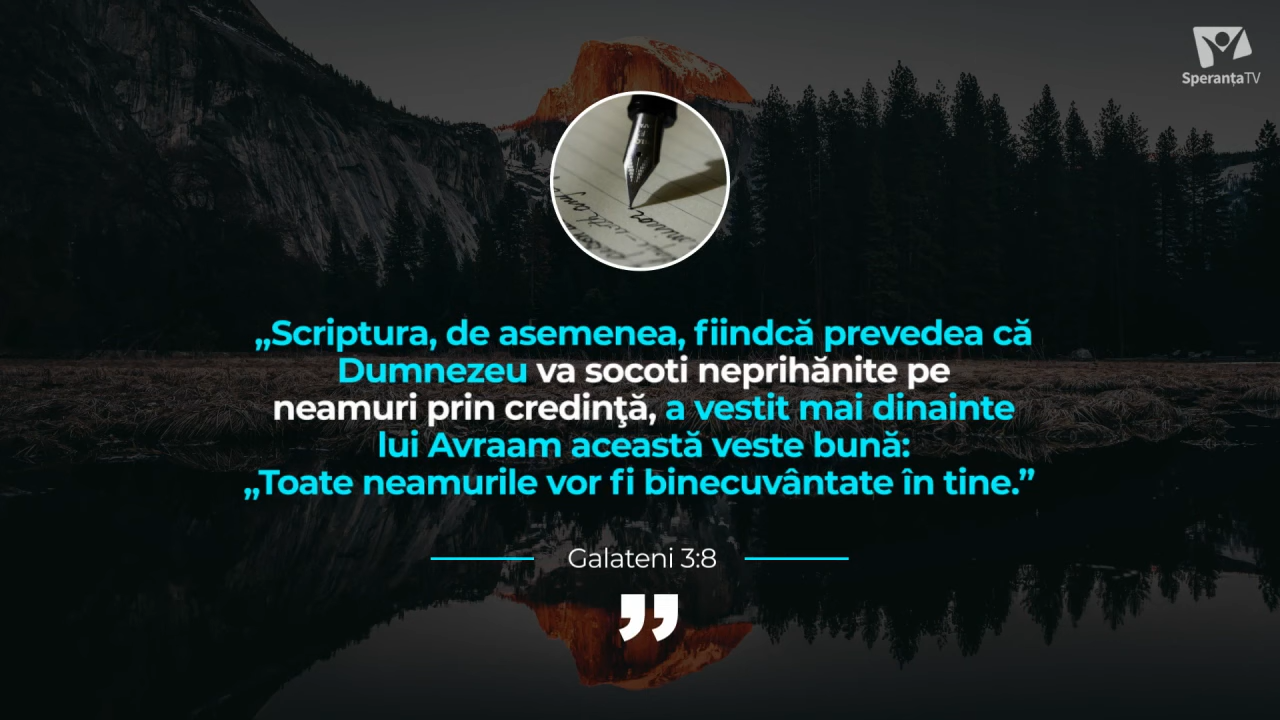 SperanțaTV
„Scriptura, de asemenea, fiindcă prevedea că
Dumnezeu va socoti neprihănite pe
neamuri prin credinţă, a vestit mai dinainte
lui Avraam această veste bună:
„Toate neamurile vor fi binecuvântate în tine.”
Galateni 3:8
”